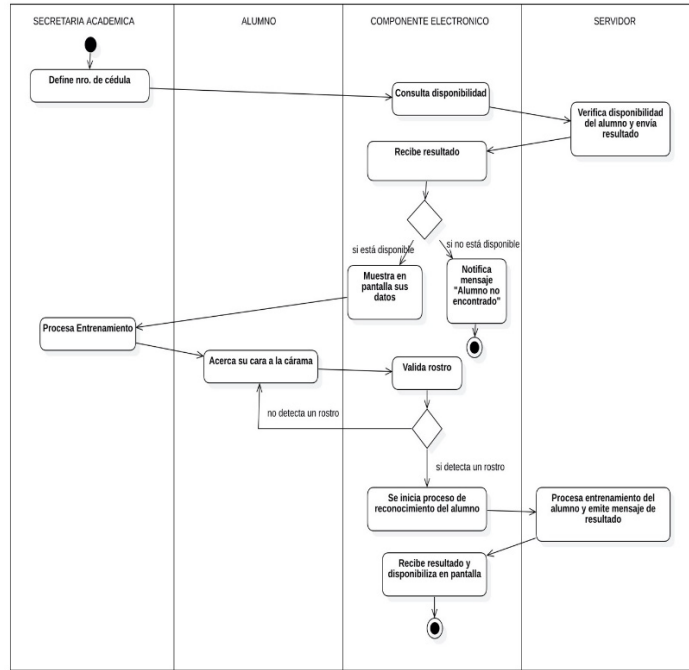 SECRETARIA ACADEMICA
ALUMNO
COMPONENTE ELECTRONICO
SERVIDOR
Define nro. de cédula
Consulta disponibilidad
Verifica disponibilidad
del alumno y envía
resultado
Recibe resultado
si está disponible
si no está disponible
Muestra en
pantalla sus
datos
Notifica
mensaje
"Alumno no
encontrado"
Procesa Entrenamiento
Acerca su cara a la cárama
Valida rostro
no detecta un rostro
si detecta un rostro
Se inicia proceso de
reconocimiento del alumno
Procesa entrenamiento del
alumno y emite mensaje de
resultado
Recibe resultado y
disponibiliza en pantalla